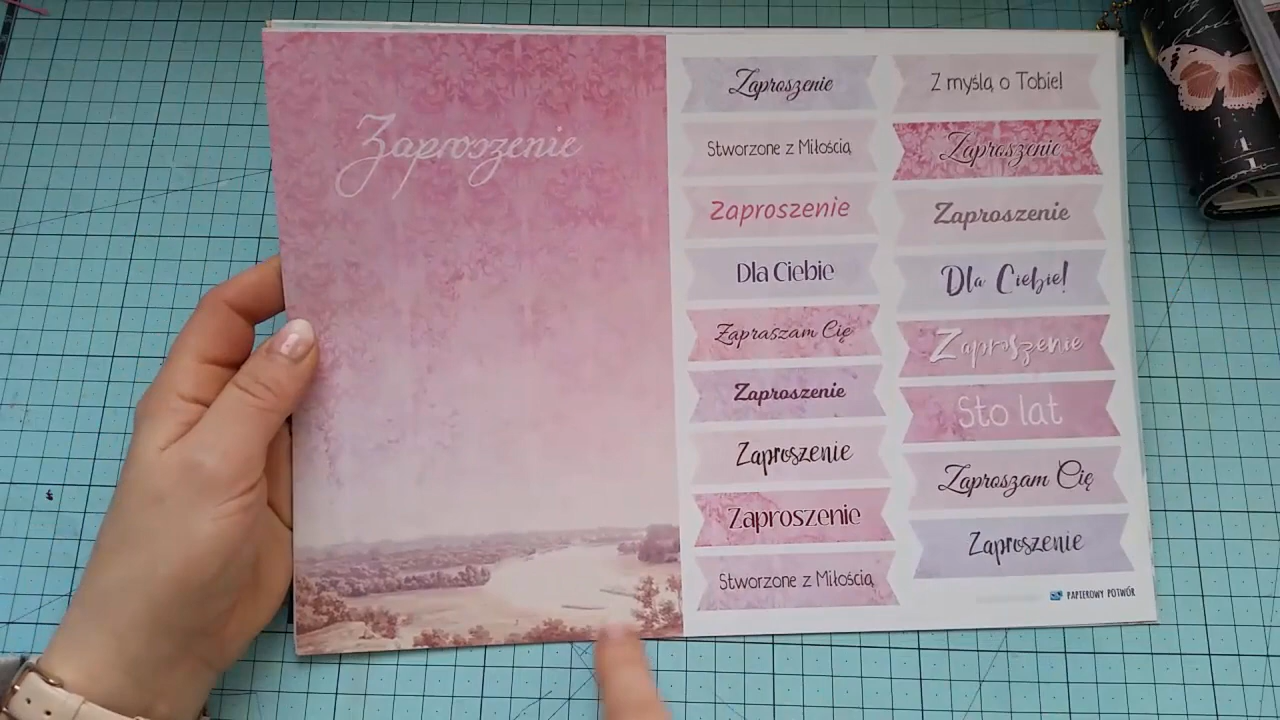 Zaproszenie
Zaproszenie
Stworzone z Miłością
Zaproszenie
Dla Ciebie
Zapraszam Cię
Zaproszenie
Zaproszenie
Zaproszenie
Stworzone z Miłością
Z myślą o Tobie!
Zaproszenie
Zaproszenie
Dla Ciebie!
Zaproszenie
Sto lat
Zaproszam Cię
Zaproszenie
PAPIEROWY POTWÓR